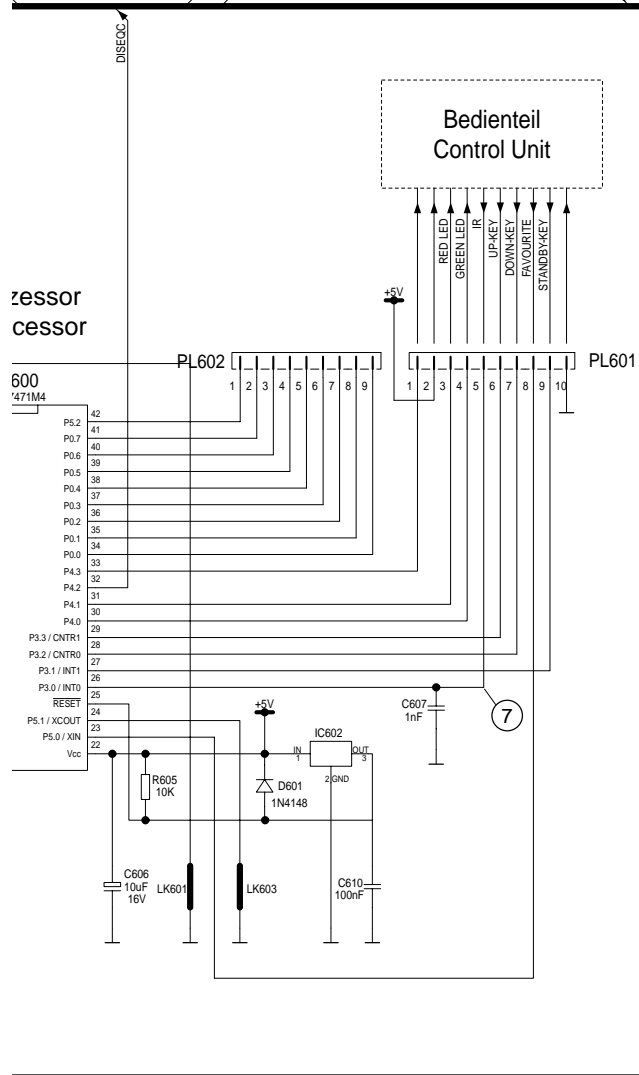 DISEQC
Bedienteil
Control Unit
RED LED
GREEN LED
IR
UP-KEY
DOWN-KEY
FAVOURITE
STANDBY-KEY
zessor
cessor
+5V
PL602
PL601
600
7471M4
1 2 3 4 5 6 7 8 9
1 2 3 4 5 6 7 8 9 10
P5.2 42
P0.7 41
P0.6 40
P0.5 39
P0.4 38
P0.3 37
P0.2 36
P0.1 35
P0.0 34
P4.3 33
P4.2 32
P4.1 31
P4.0 30
P3.3 / CNTR1 29
P3.2 / CNTR0 28
P3.1 / INT1 27
P3.0 / INT0 26
RESET 25
P5.1 / XCOUT 24
P5.0 / XIN 23
Vcc 22
C607
1nF
7
+5V
IC602
IN
1
OUT
3
2 GND
R605
10K
D601
1N4148
C606
10uF
16V
LK601
LK603
C610
100nF